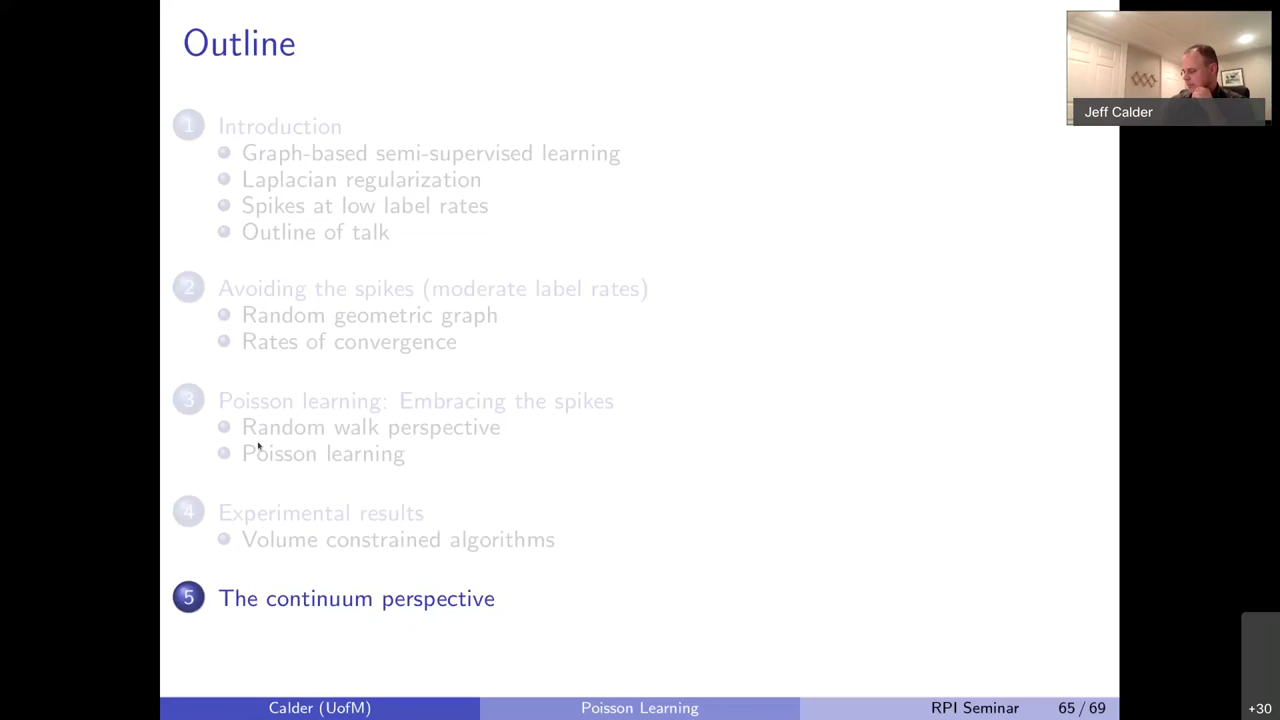 Outline
Jeff Calder
1 Introduction
Graph-based semi-supervised learning
Laplacian regularization
Spikes at low label rates
Outline of talk
2 Avoiding the spikes (moderate label rates)
Random geometric graph
Rates of convergence
3 Poisson learning: Embracing the spikes
Random walk perspective
Poisson learning
4 Experimental results
Volume constrained algorithms
5 The continuum perspective
Calder (UofM) Poisson Learning RPI Seminar 65 / 69
+30